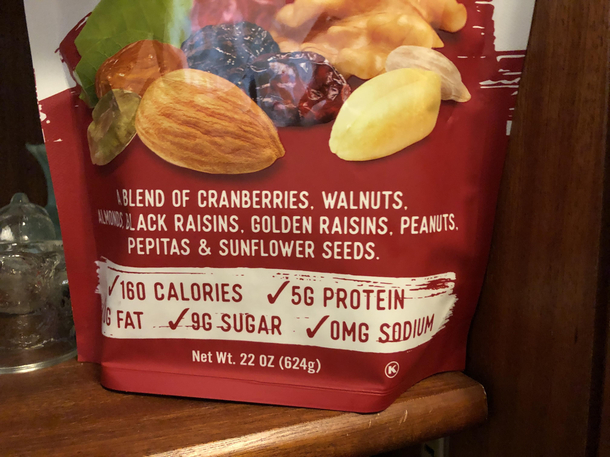 A BLEND OF CRANBERRIES, WALNUTS,
ALMONDS, BLACK RAISINS, GOLDEN RAISINS, PEANUTS,
PEPITAS & SUNFLOWER SEEDS.
✓160 CALORIES ✓5G PROTEIN
G FAT ✓9G SUGAR ✓0MG SODIUM
Net Wt. 22 OZ (624g)
K